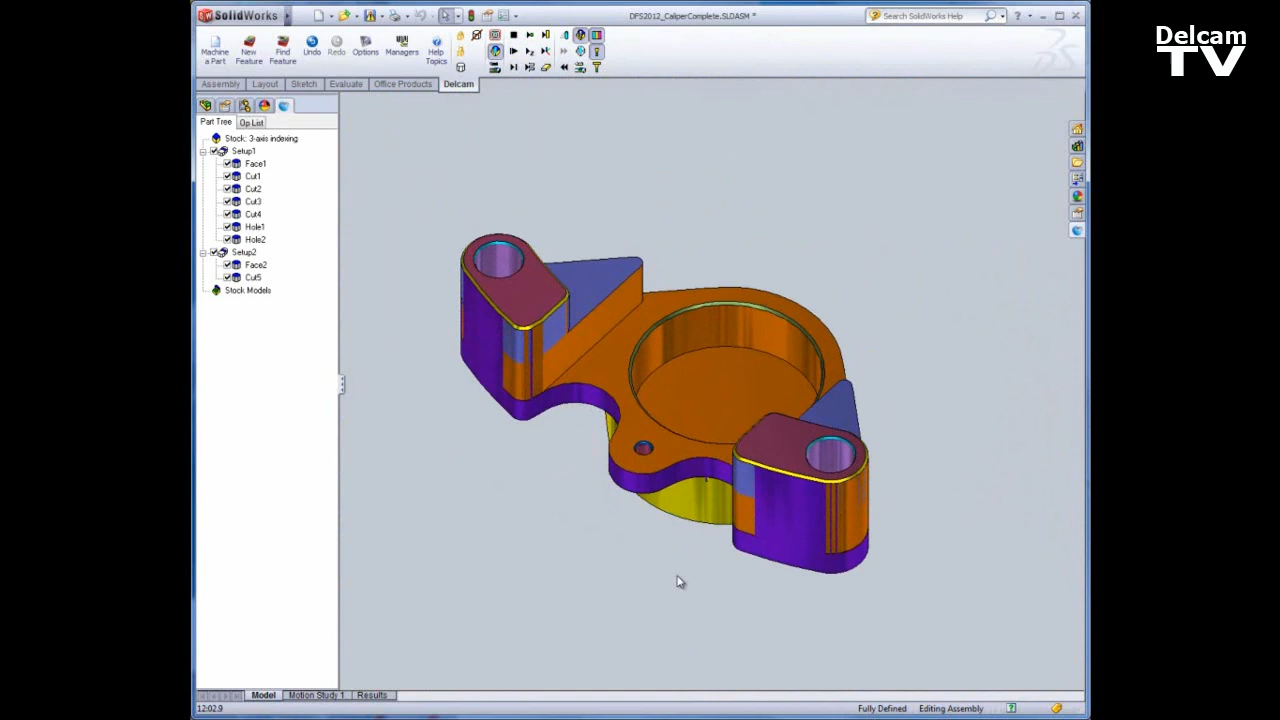 SolidWorks
DFS2012_CaliperComplete.SLDASM *
Search SolidWorks Help
Delcam
TV
Machine a Part
New Feature
Find Feature
Undo
Redo
Options
Managers
Help Topics
Assembly
Layout
Sketch
Evaluate
Office Products
Delcam
Part Tree
Op List
Stock: 3-axis indexing
Setup1
Face1
Cut1
Cut2
Cut3
Cut4
Hole1
Hole2
Setup2
Face2
Cut5
Stock Models
Model
Motion Study 1
Results
12:02.9
Fully Defined
Editing Assembly